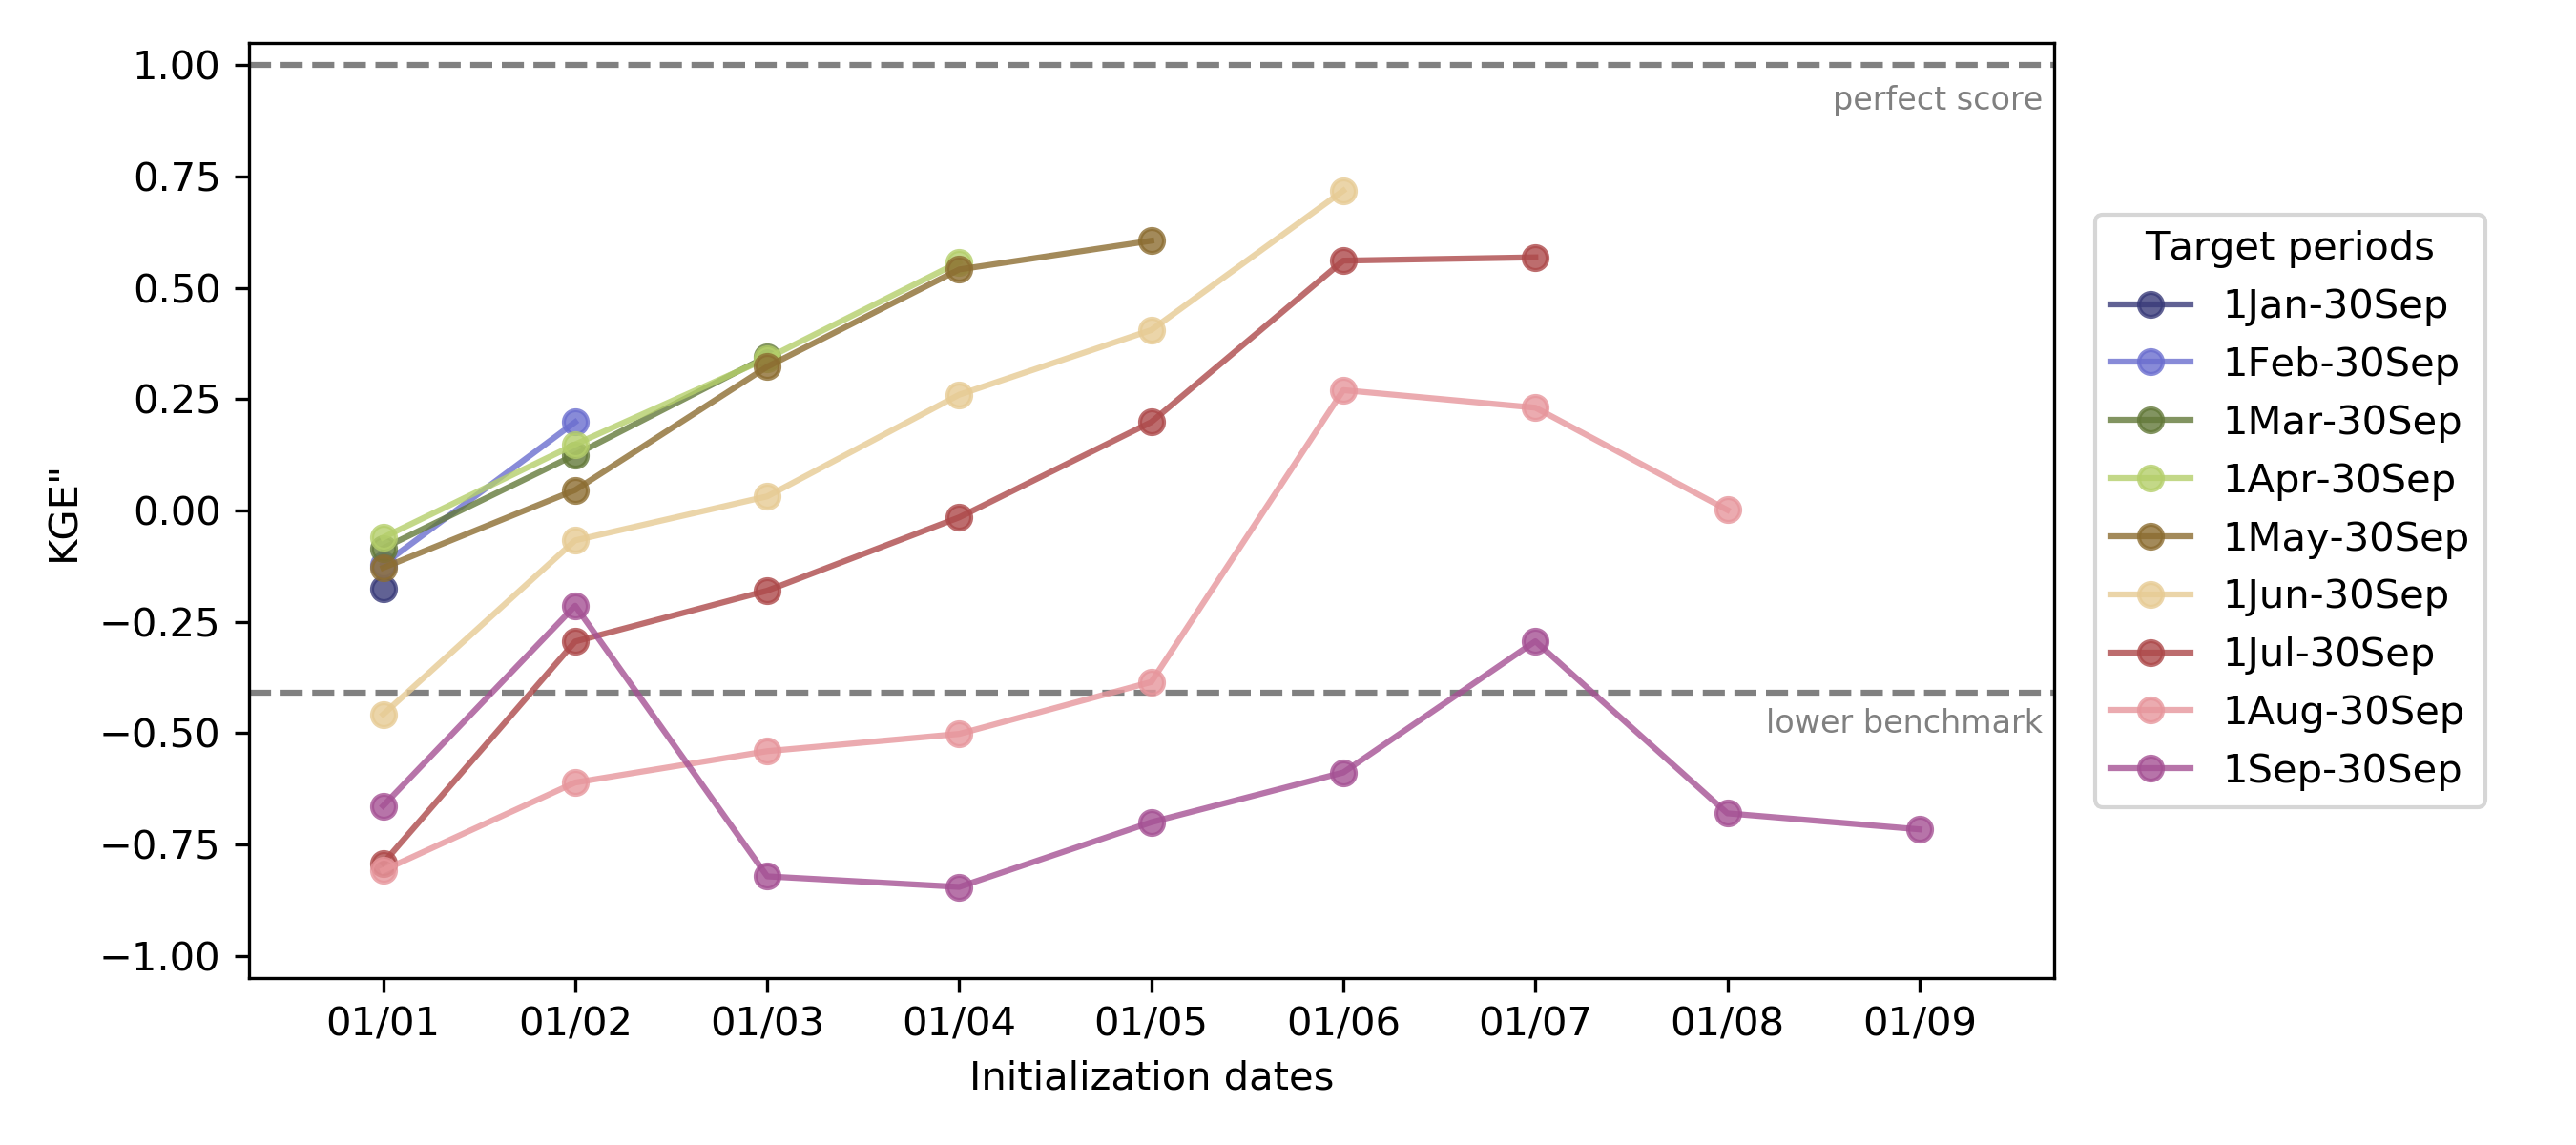 1.00
0.75
0.50
0.25
0.00
−0.25
−0.50
−0.75
−1.00
KGE"
perfect score
lower benchmark
01/01 01/02 01/03 01/04 01/05 01/06 01/07 01/08 01/09
Initialization dates
Target periods
1Jan-30Sep
1Feb-30Sep
1Mar-30Sep
1Apr-30Sep
1May-30Sep
1Jun-30Sep
1Jul-30Sep
1Aug-30Sep
1Sep-30Sep